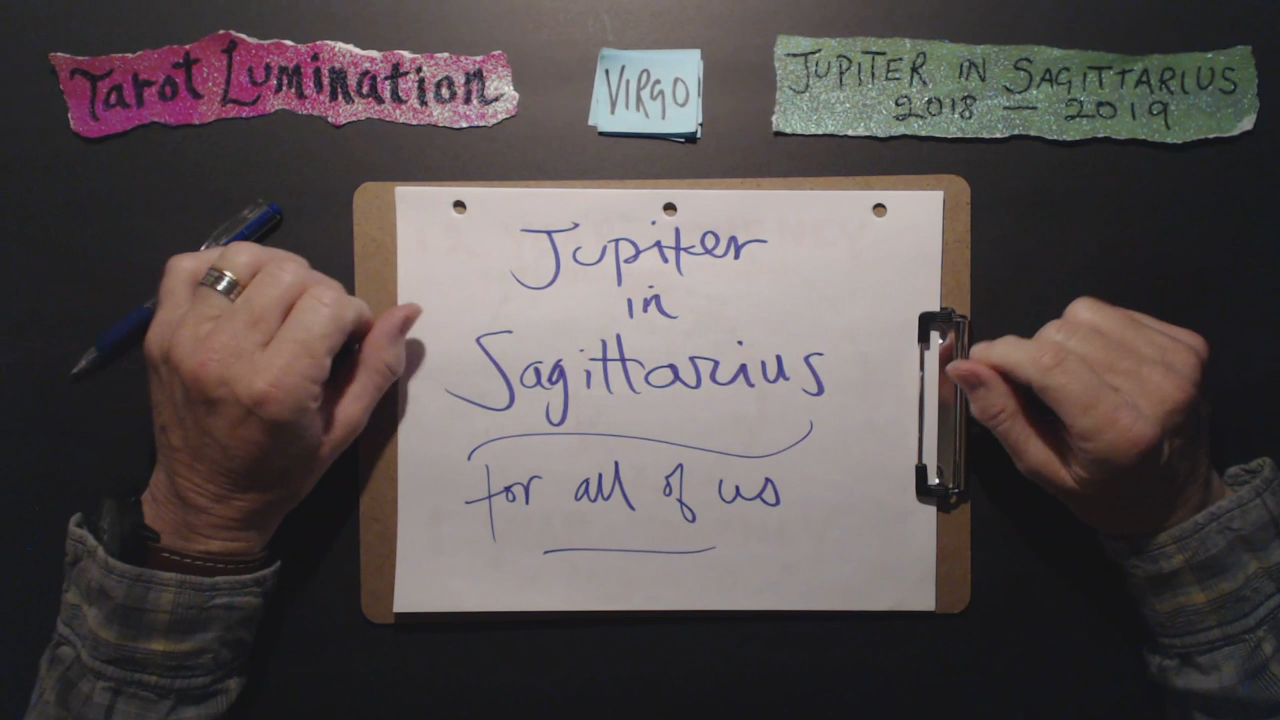 Tarot Lumination
VIRGO
JUPITER IN SAGITTARIUS
2018 — 2019
Jupiter
in
Sagittarius
for all of us